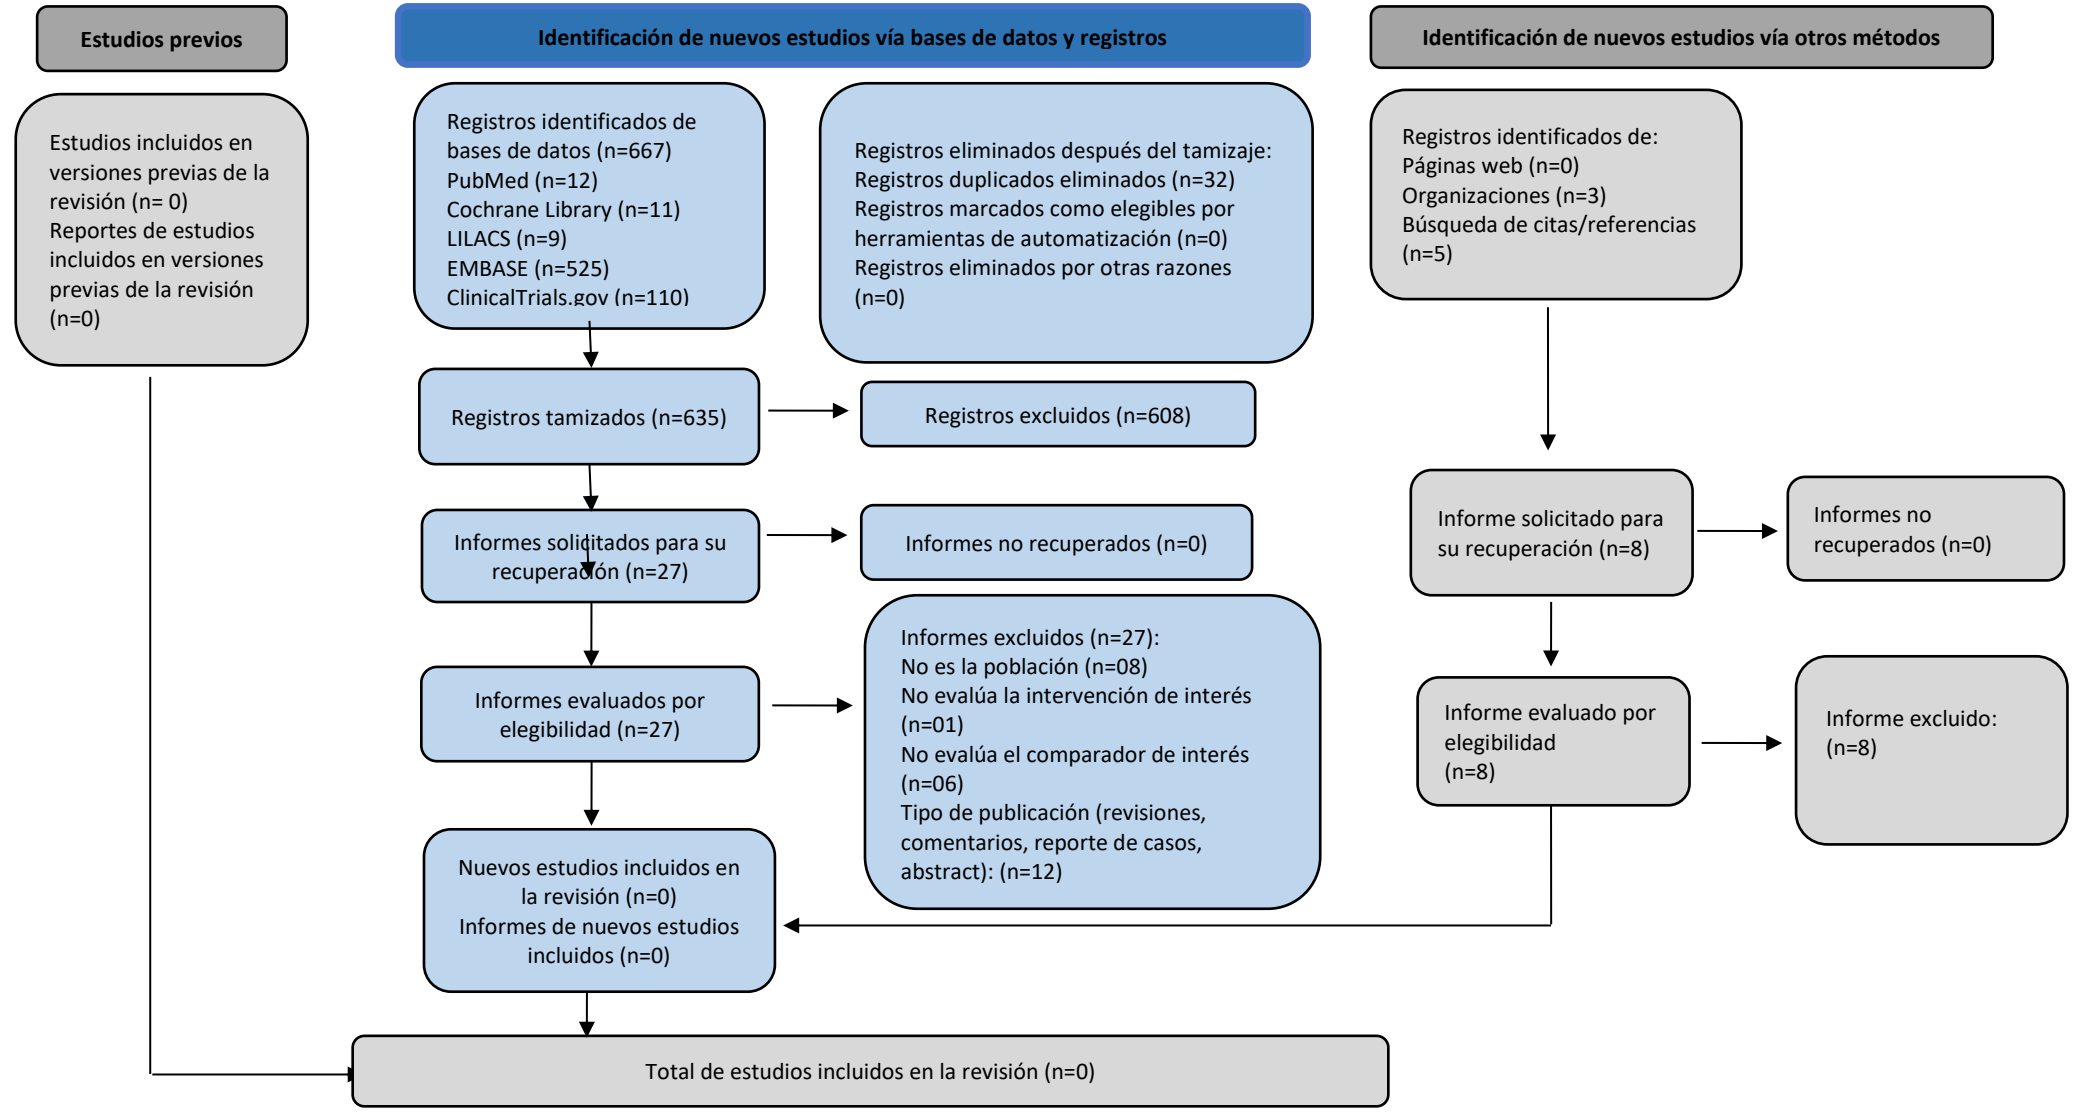 Estudios previos
Identificación de nuevos estudios vía bases de datos y registros
Identificación de nuevos estudios vía otros métodos
Estudios incluidos en
versiones previas de la
revisión (n= 0)
Reportes de estudios
incluidos en versiones
previas de la revisión
(n=0)
Registros identificados de
bases de datos (n=667)
PubMed (n=12)
Cochrane Library (n=11)
LILACS (n=9)
EMBASE (n=525)
ClinicalTrials.gov (n=110)
Registros eliminados después del tamizaje:
Registros duplicados eliminados (n=32)
Registros marcados como elegibles por
herramientas de automatización (n=0)
Registros eliminados por otras razones
(n=0)
Registros identificados de:
Páginas web (n=0)
Organizaciones (n=3)
Búsqueda de citas/referencias
(n=5)
Registros tamizados (n=635)
Registros excluidos (n=608)
Informes solicitados para su
recuperación (n=27)
Informes no recuperados (n=0)
Informe solicitado para
su recuperación (n=8)
Informes no
recuperados (n=0)
Informes evaluados por
elegibilidad (n=27)
Informes excluidos (n=27):
No es la población (n=08)
No evalúa la intervención de interés
(n=01)
No evalúa el comparador de interés
(n=06)
Tipo de publicación (revisiones,
comentarios, reporte de casos,
abstract): (n=12)
Informe evaluado por
elegibilidad
(n=8)
Informe excluido:
(n=8)
Nuevos estudios incluidos en
la revisión (n=0)
Informes de nuevos estudios
incluidos (n=0)
Total de estudios incluidos en la revisión (n=0)